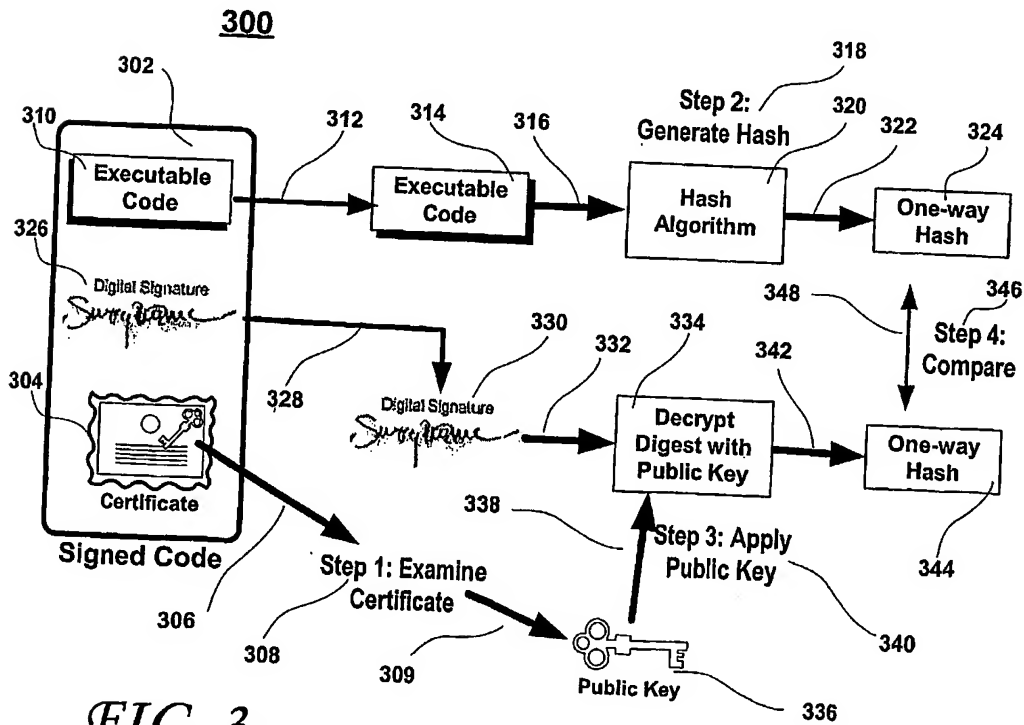 300
302
310
312
314
316
Step 2:
Generate Hash
318
320
322
324
Executable
Code
Executable
Code
Hash
Algorithm
One-way
Hash
326
Digital Signature
328
330
Digital Signature
332
334
Decrypt
Digest with
Public Key
342
348
346
Step 4:
Compare
One-way
Hash
344
304
Certificate
Signed Code
306
Step 1: Examine
Certificate
308
309
338
Step 3: Apply
Public Key
340
Public Key
336
FIG. 3